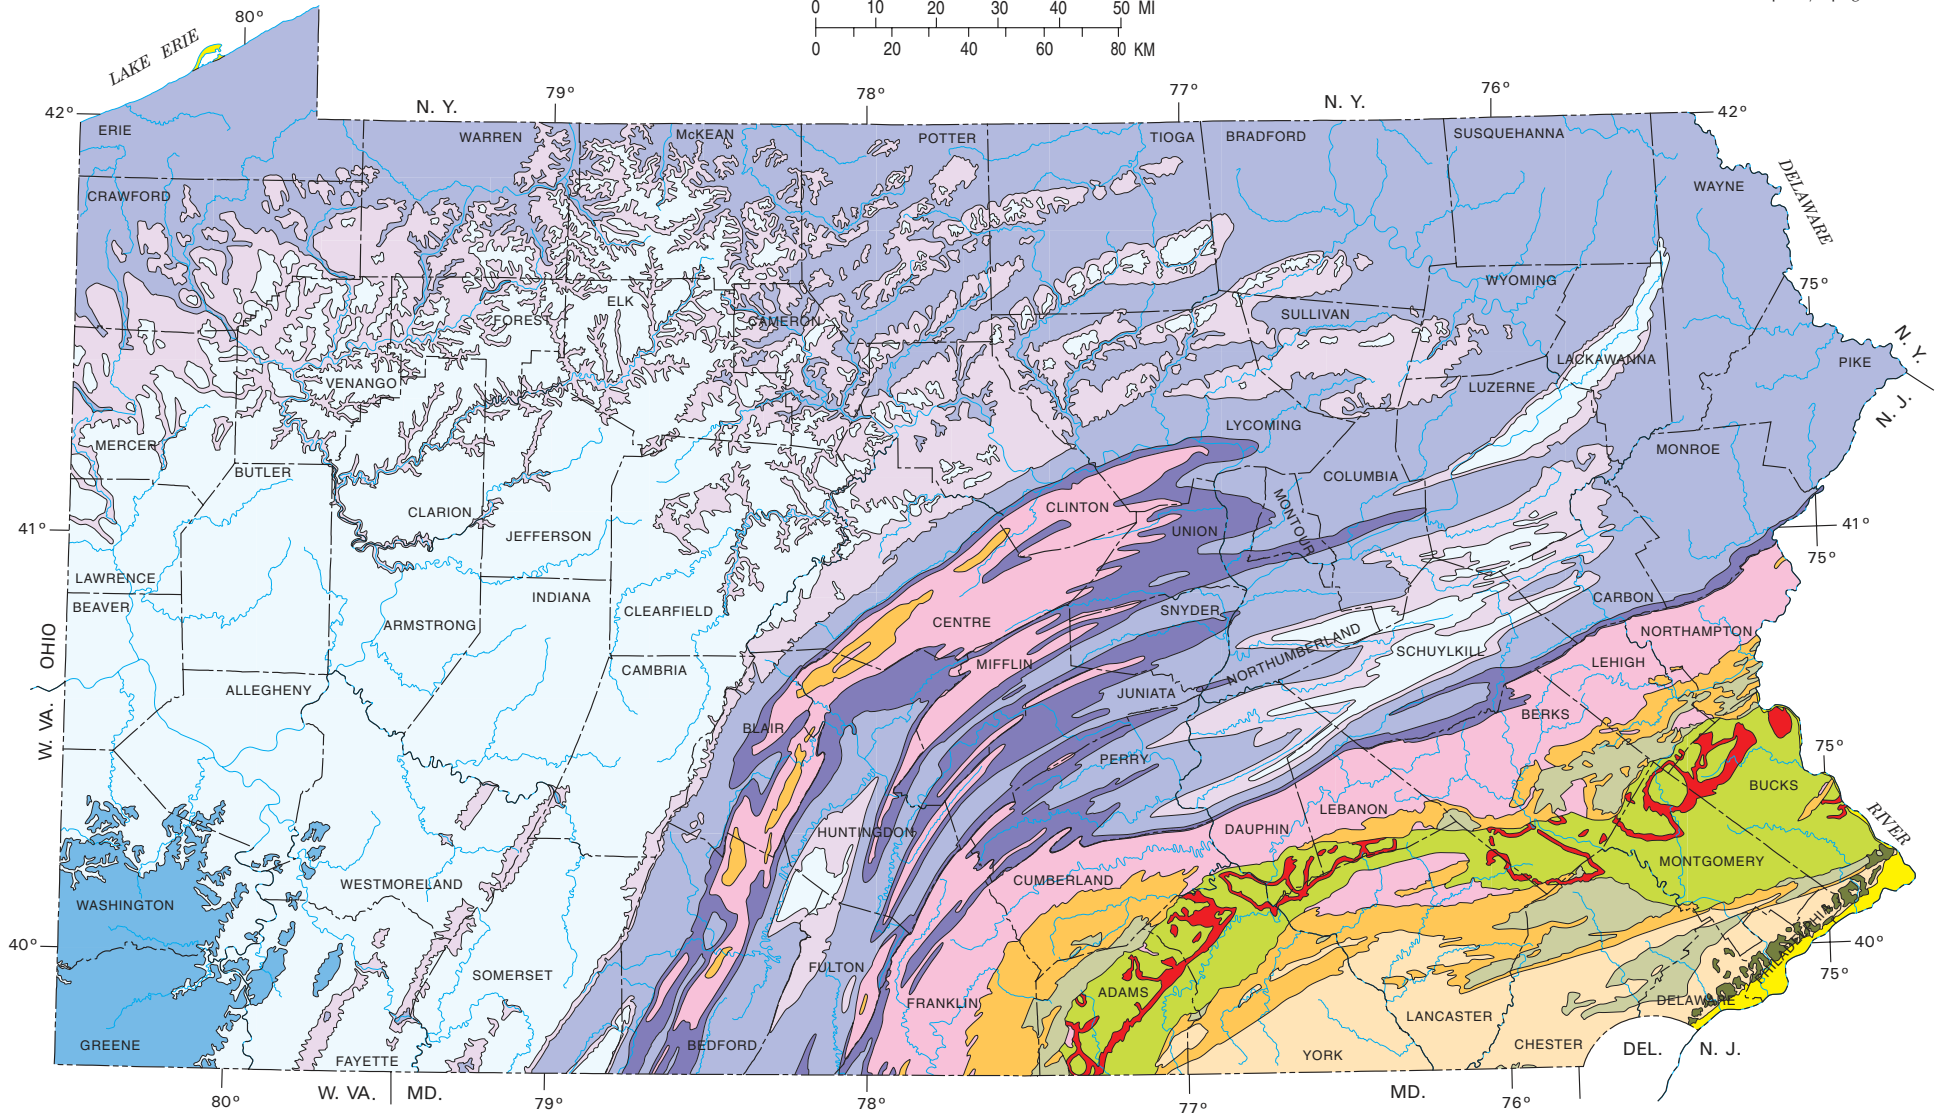 0 10 20 30 40 50 MI
0 20 40 60 80 KM
80°
LAKE ERIE
79°
78°
77°
76°
42°
N. Y.
N. Y.
42°
ERIE
WARREN
McKEAN
POTTER
TIOGA
BRADFORD
SUSQUEHANNA
WAYNE
DELAWARE
CRAWFORD
75°
WYOMING
ELK
FOREST
CAMERON
SULLIVAN
N. Y.
PIKE
LACKAWANNA
VENANGO
LUZERNE
N. J.
MERCER
LYCOMING
MONROE
BUTLER
COLUMBIA
CLARION
CLINTON
MONTOUR
41°
JEFFERSON
UNION
41°
75°
LAWRENCE
BEAVER
INDIANA
CLEARFIELD
SNYDER
CARBON
ARMSTRONG
CENTRE
NORTHAMPTON
OHIO
CAMBRIA
MIFFLIN
NORTHUMBERLAND
SCHUYLKILL
LEHIGH
ALLEGHENY
JUNIATA
W. VA.
BLAIR
BERKS
PERRY
75°
BUCKS
HUNTINGDON
DAUPHIN
LEBANON
RIVER
WESTMORELAND
CUMBERLAND
MONTGOMERY
WASHINGTON
40°
PHILADELPHIA
40°
75°
SOMERSET
FULTON
FRANKLIN
ADAMS
DELAWARE
LANCASTER
GREENE
FAYETTE
BEDFORD
YORK
CHESTER
DEL.
N. J.
80°
W. VA.
MD.
79°
78°
77°
MD.
76°